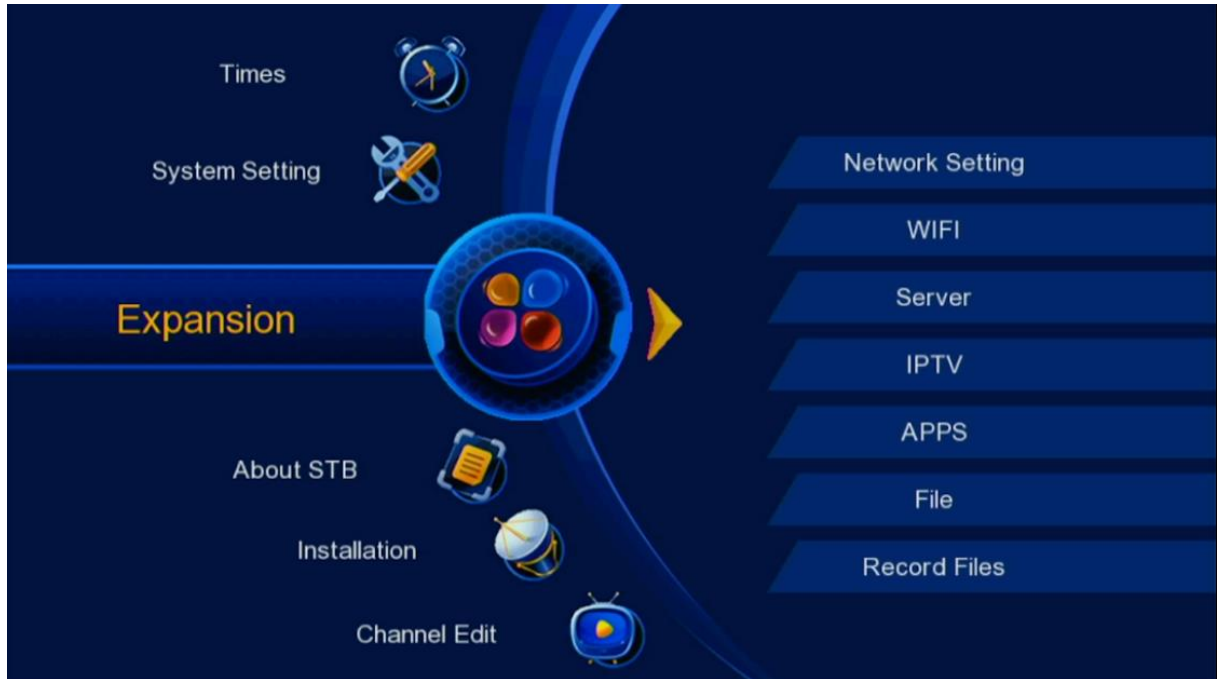 Times
System Setting
Expansion
About STB
Installation
Channel Edit
Network Setting
WIFI
Server
IPTV
APPS
File
Record Files